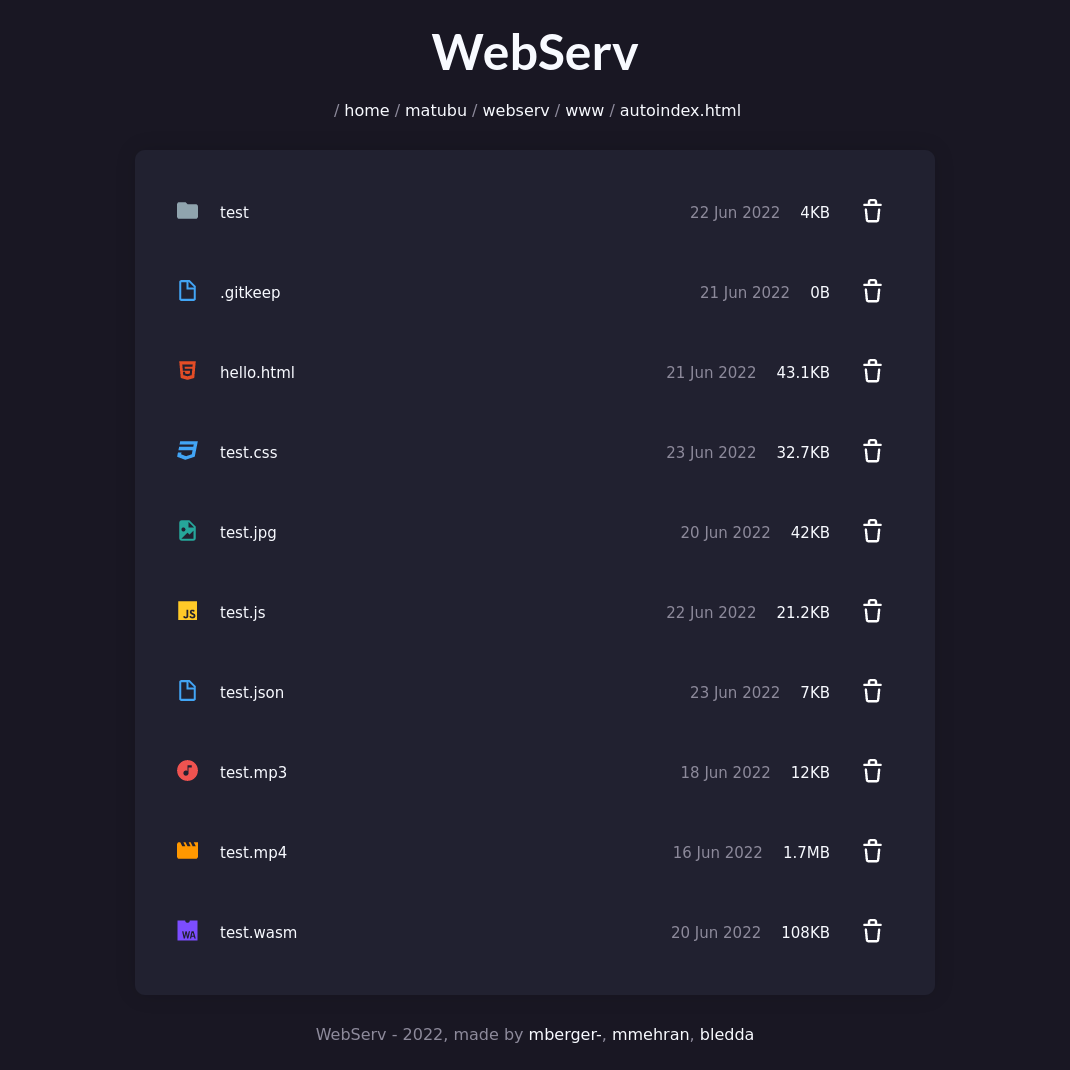 WebServ
/ home / matubu / webserv / www / autoindex.html
test 22 Jun 2022 4KB
.gitkeep 21 Jun 2022 0B
hello.html 21 Jun 2022 43.1KB
test.css 23 Jun 2022 32.7KB
test.jpg 20 Jun 2022 42KB
JS test.js 22 Jun 2022 21.2KB
test.json 23 Jun 2022 7KB
test.mp3 18 Jun 2022 12KB
test.mp4 16 Jun 2022 1.7MB
WA test.wasm 20 Jun 2022 108KB
WebServ - 2022, made by mberger-, mmehran, bledda